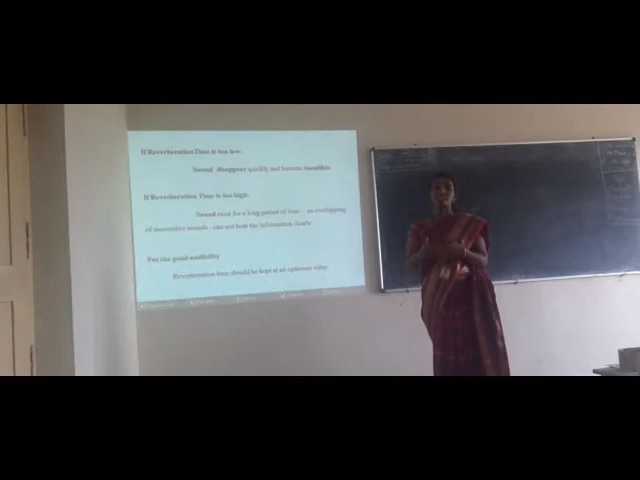 If Reverberation Time is too low:
Sound disappear quickly and become inaudible.
If Reverberation Time is too high:
Sound exist for a long period of time - an overlapping
of successive sounds - can not hear the information clearly
For the good audibility
Reverberation time should be kept at an optimum value.